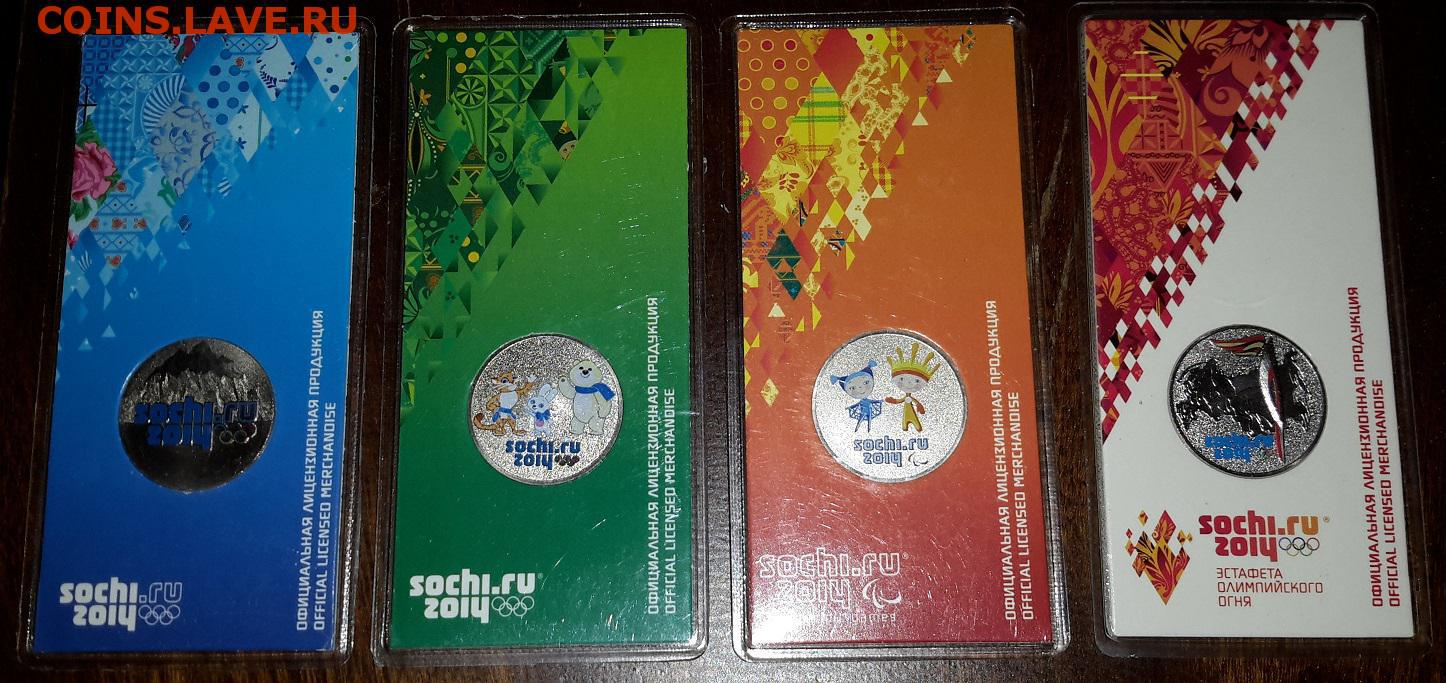 COINS.LAVE.RU
sochi.ru
2014
ОФИЦИАЛЬНАЯ ЛИЦЕНЗИОННАЯ ПРОДУКЦИЯ
OFFICIAL LICENSED MERCHANDISE
sochi.ru
2014
sochi.ru
2014
ОФИЦИАЛЬНАЯ ЛИЦЕНЗИОННАЯ ПРОДУКЦИЯ
OFFICIAL LICENSED MERCHANDISE
sochi.ru®
2014
sochi.ru
2014
ОФИЦИАЛЬНАЯ ЛИЦЕНЗИОННАЯ ПРОДУКЦИЯ
OFFICIAL LICENSED MERCHANDISE
sochi.ru®
2014
games
sochi.ru
2014
ОФИЦИАЛЬНАЯ ЛИЦЕНЗИОННАЯ ПРОДУКЦИЯ
OFFICIAL LICENSED MERCHANDISE
sochi.ru®
2014
ЭСТАФЕТА
ОЛИМПИЙСКОГО
ОГНЯ